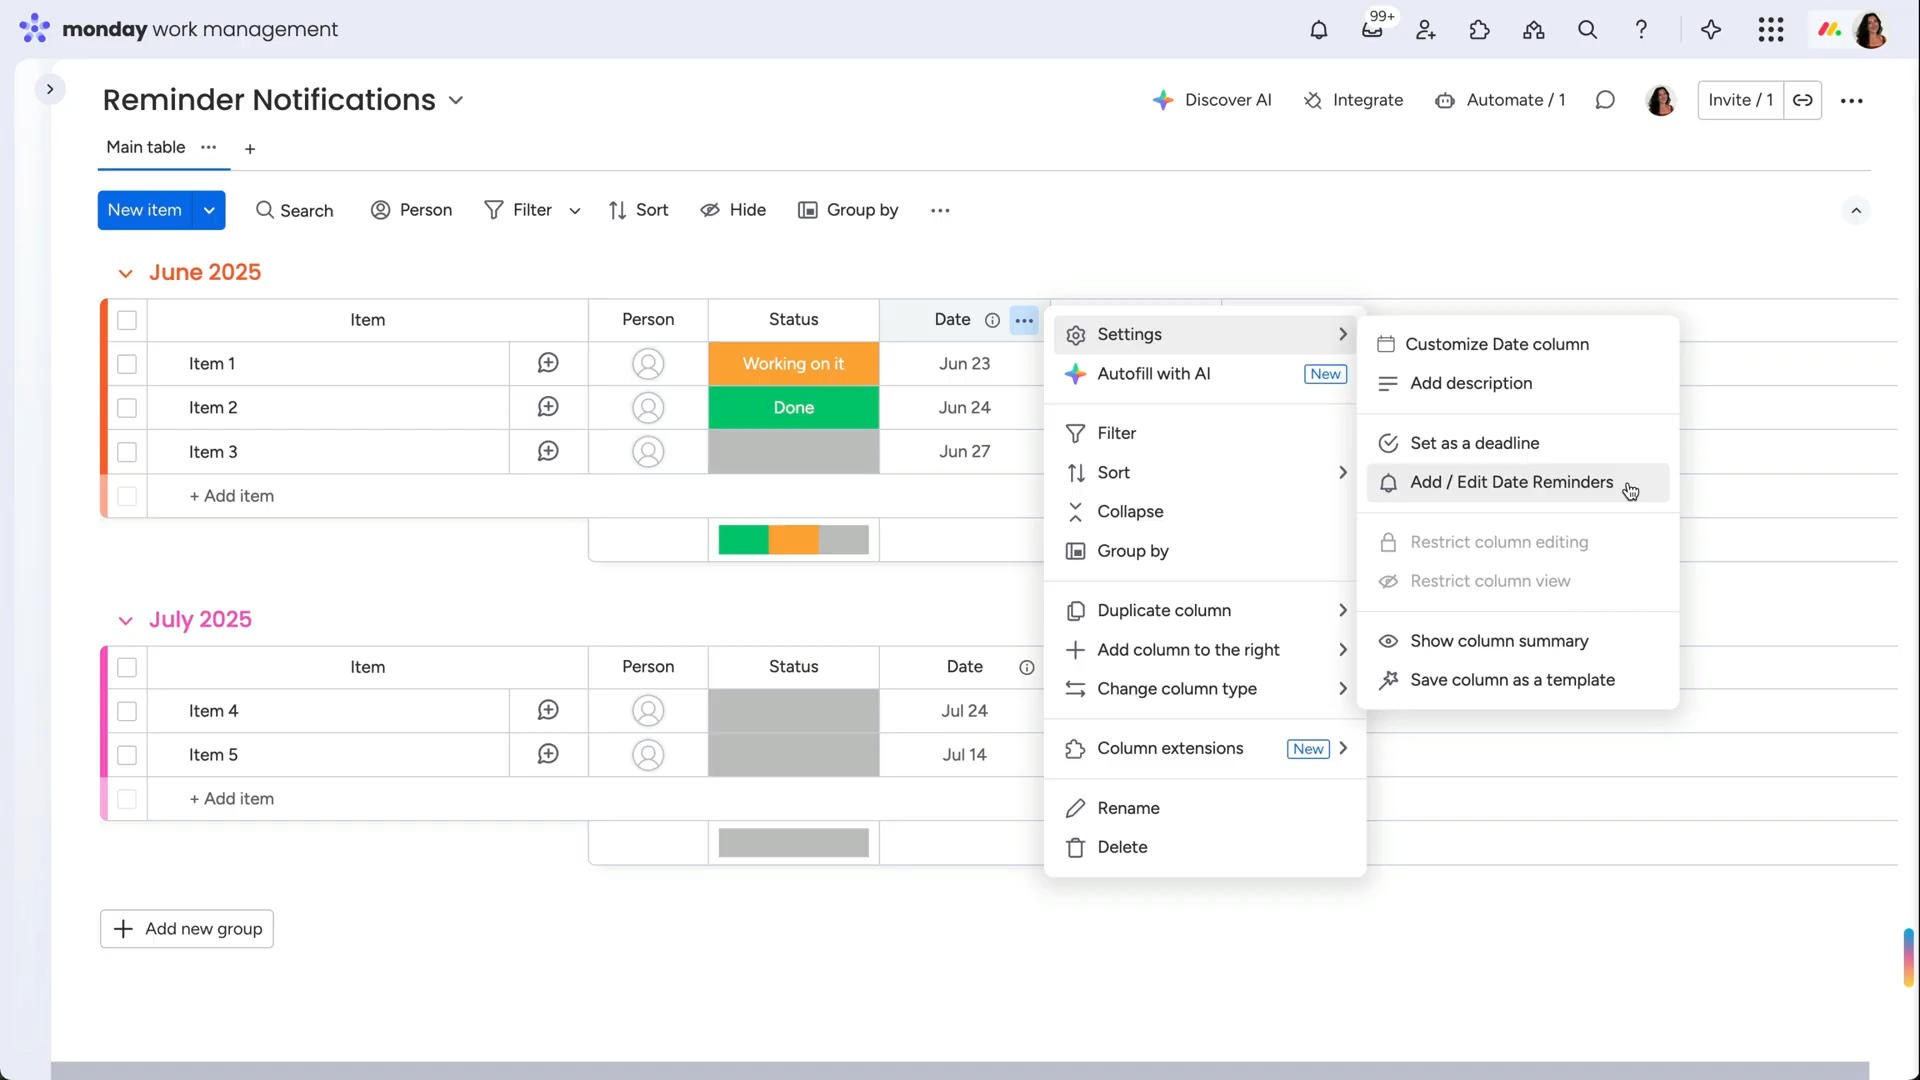 monday work management
99+
Reminder Notifications
Discover AI
Integrate
Automate / 1
Invite / 1
Main table
+
New item
Search
Person
Filter
Sort
Hide
Group by
June 2025
Item Person Status Date
Item 1 Working on it Jun 23
Item 2 Done Jun 24
Item 3 Jun 27
+ Add item
July 2025
Item Person Status Date
Item 4 Jul 24
Item 5 Jul 14
+ Add item
+ Add new group
Settings
Autofill with AI New
Filter
Sort
Collapse
Group by
Duplicate column
Add column to the right
Change column type
Column extensions New
Rename
Delete
Customize Date column
Add description
Set as a deadline
Add / Edit Date Reminders
Restrict column editing
Restrict column view
Show column summary
Save column as a template